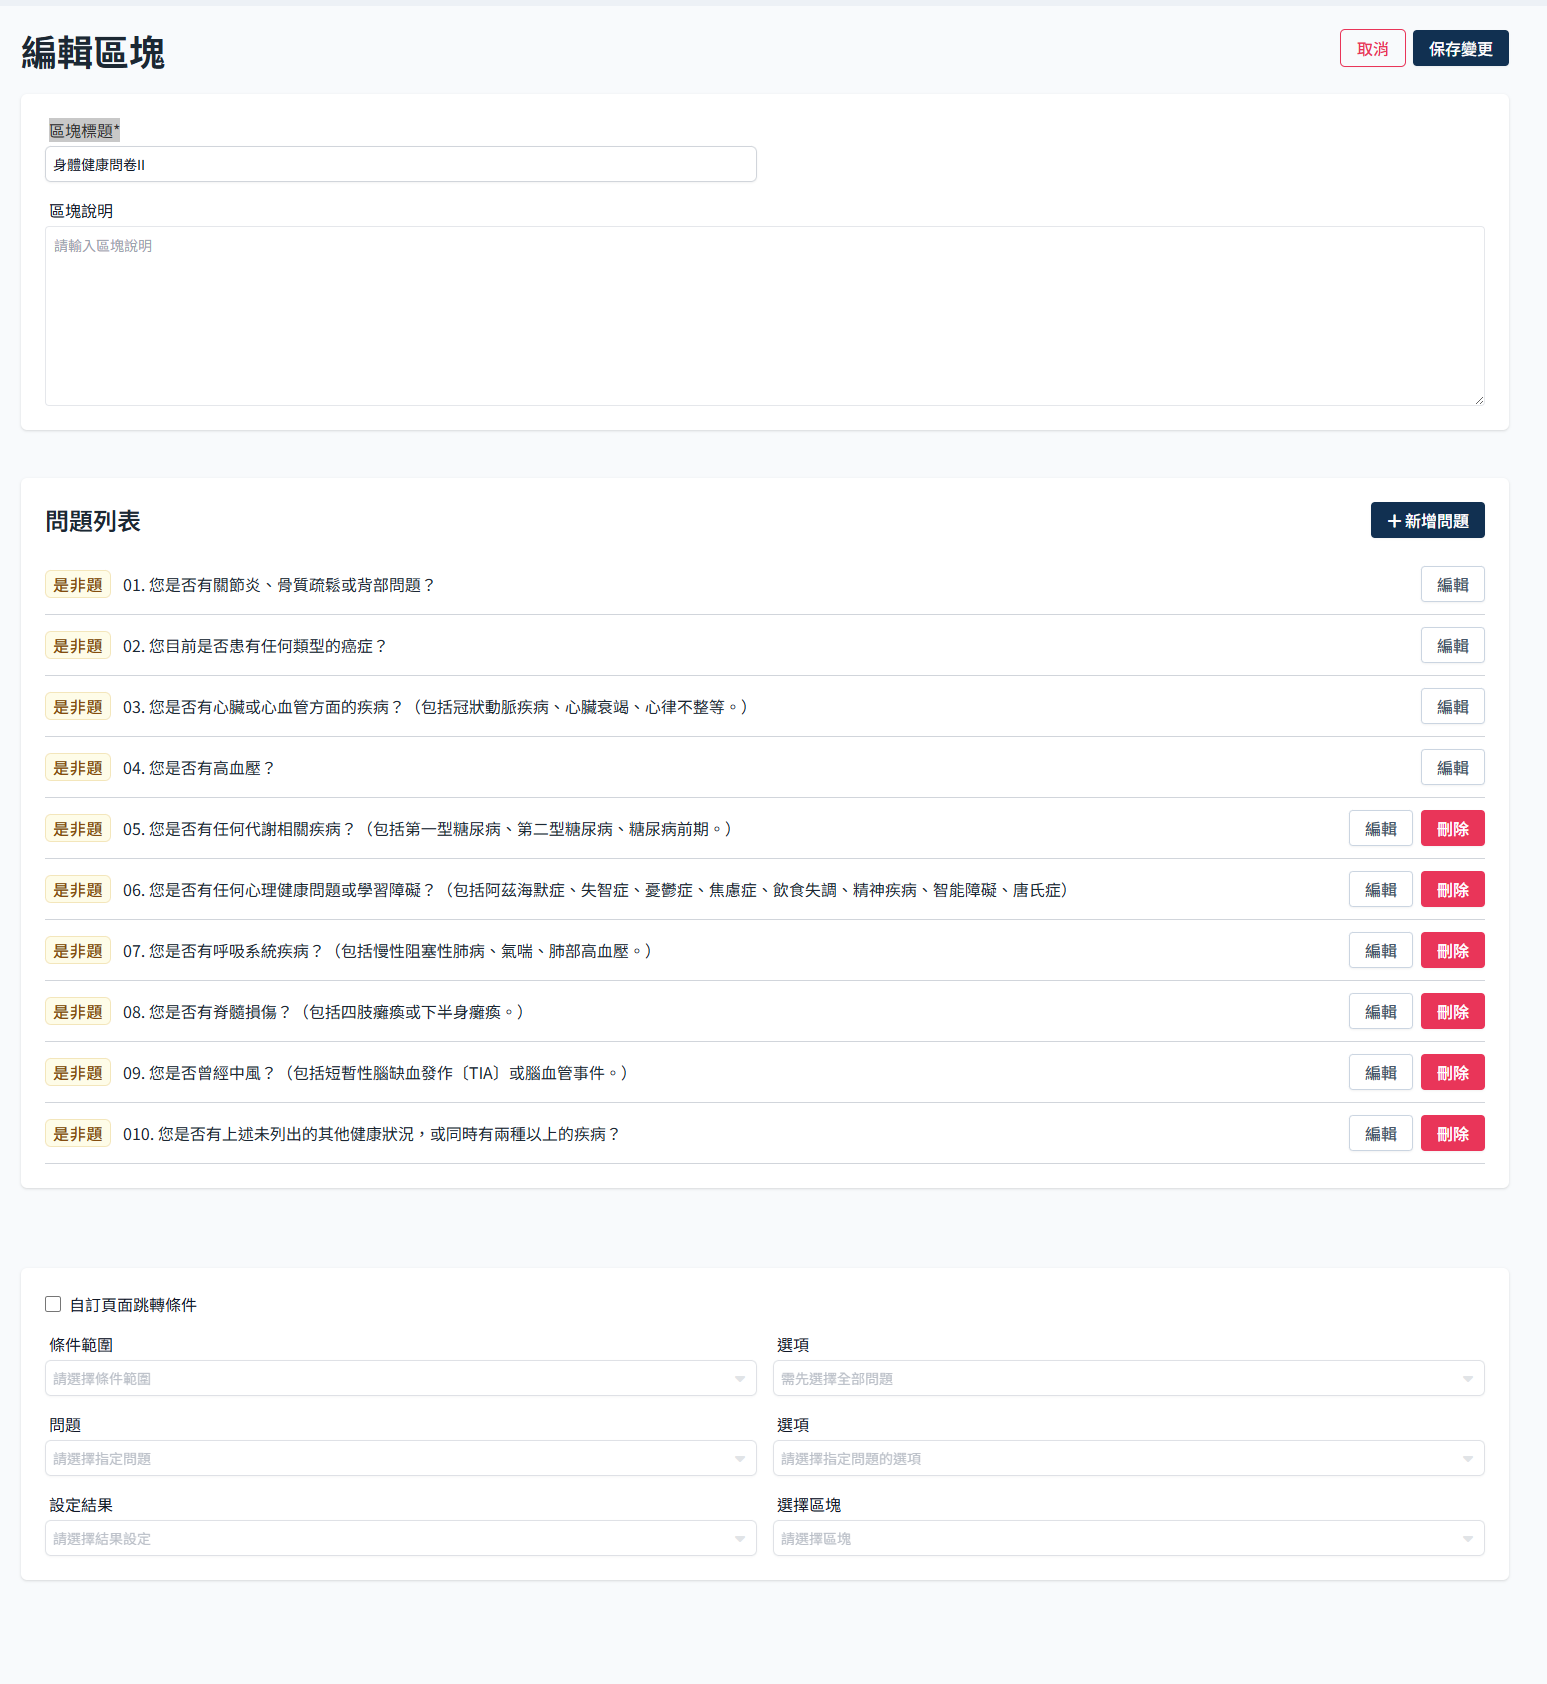 編輯區塊
取消
保存變更
區塊標題*
身體健康問卷II
區塊說明
請輸入區塊說明
問題列表
＋新增問題
是非題 01. 您是否有關節炎、骨質疏鬆或背部問題？ 編輯
是非題 02. 您目前是否患有任何類型的癌症？ 編輯
是非題 03. 您是否有心臟或心血管方面的疾病？（包括冠狀動脈疾病、心臟衰竭、心律不整等。） 編輯
是非題 04. 您是否有高血壓？ 編輯
是非題 05. 您是否有任何代謝相關疾病？（包括第一型糖尿病、第二型糖尿病、糖尿病前期。） 編輯 刪除
是非題 06. 您是否有任何心理健康問題或學習障礙？（包括阿茲海默症、失智症、憂鬱症、焦慮症、飲食失調、精神疾病、智能障礙、唐氏症） 編輯 刪除
是非題 07. 您是否有呼吸系統疾病？（包括慢性阻塞性肺病、氣喘、肺部高血壓。） 編輯 刪除
是非題 08. 您是否有脊髓損傷？（包括四肢癱瘓或下半身癱瘓。） 編輯 刪除
是非題 09. 您是否曾經中風？（包括短暫性腦缺血發作〔TIA〕或腦血管事件。） 編輯 刪除
是非題 010. 您是否有上述未列出的其他健康狀況，或同時有兩種以上的疾病？ 編輯 刪除
自訂頁面跳轉條件
條件範圍 選項
請選擇條件範圍 需先選擇全部問題
問題 選項
請選擇指定問題 請選擇指定問題的選項
設定結果 選擇區塊
請選擇結果設定 請選擇區塊